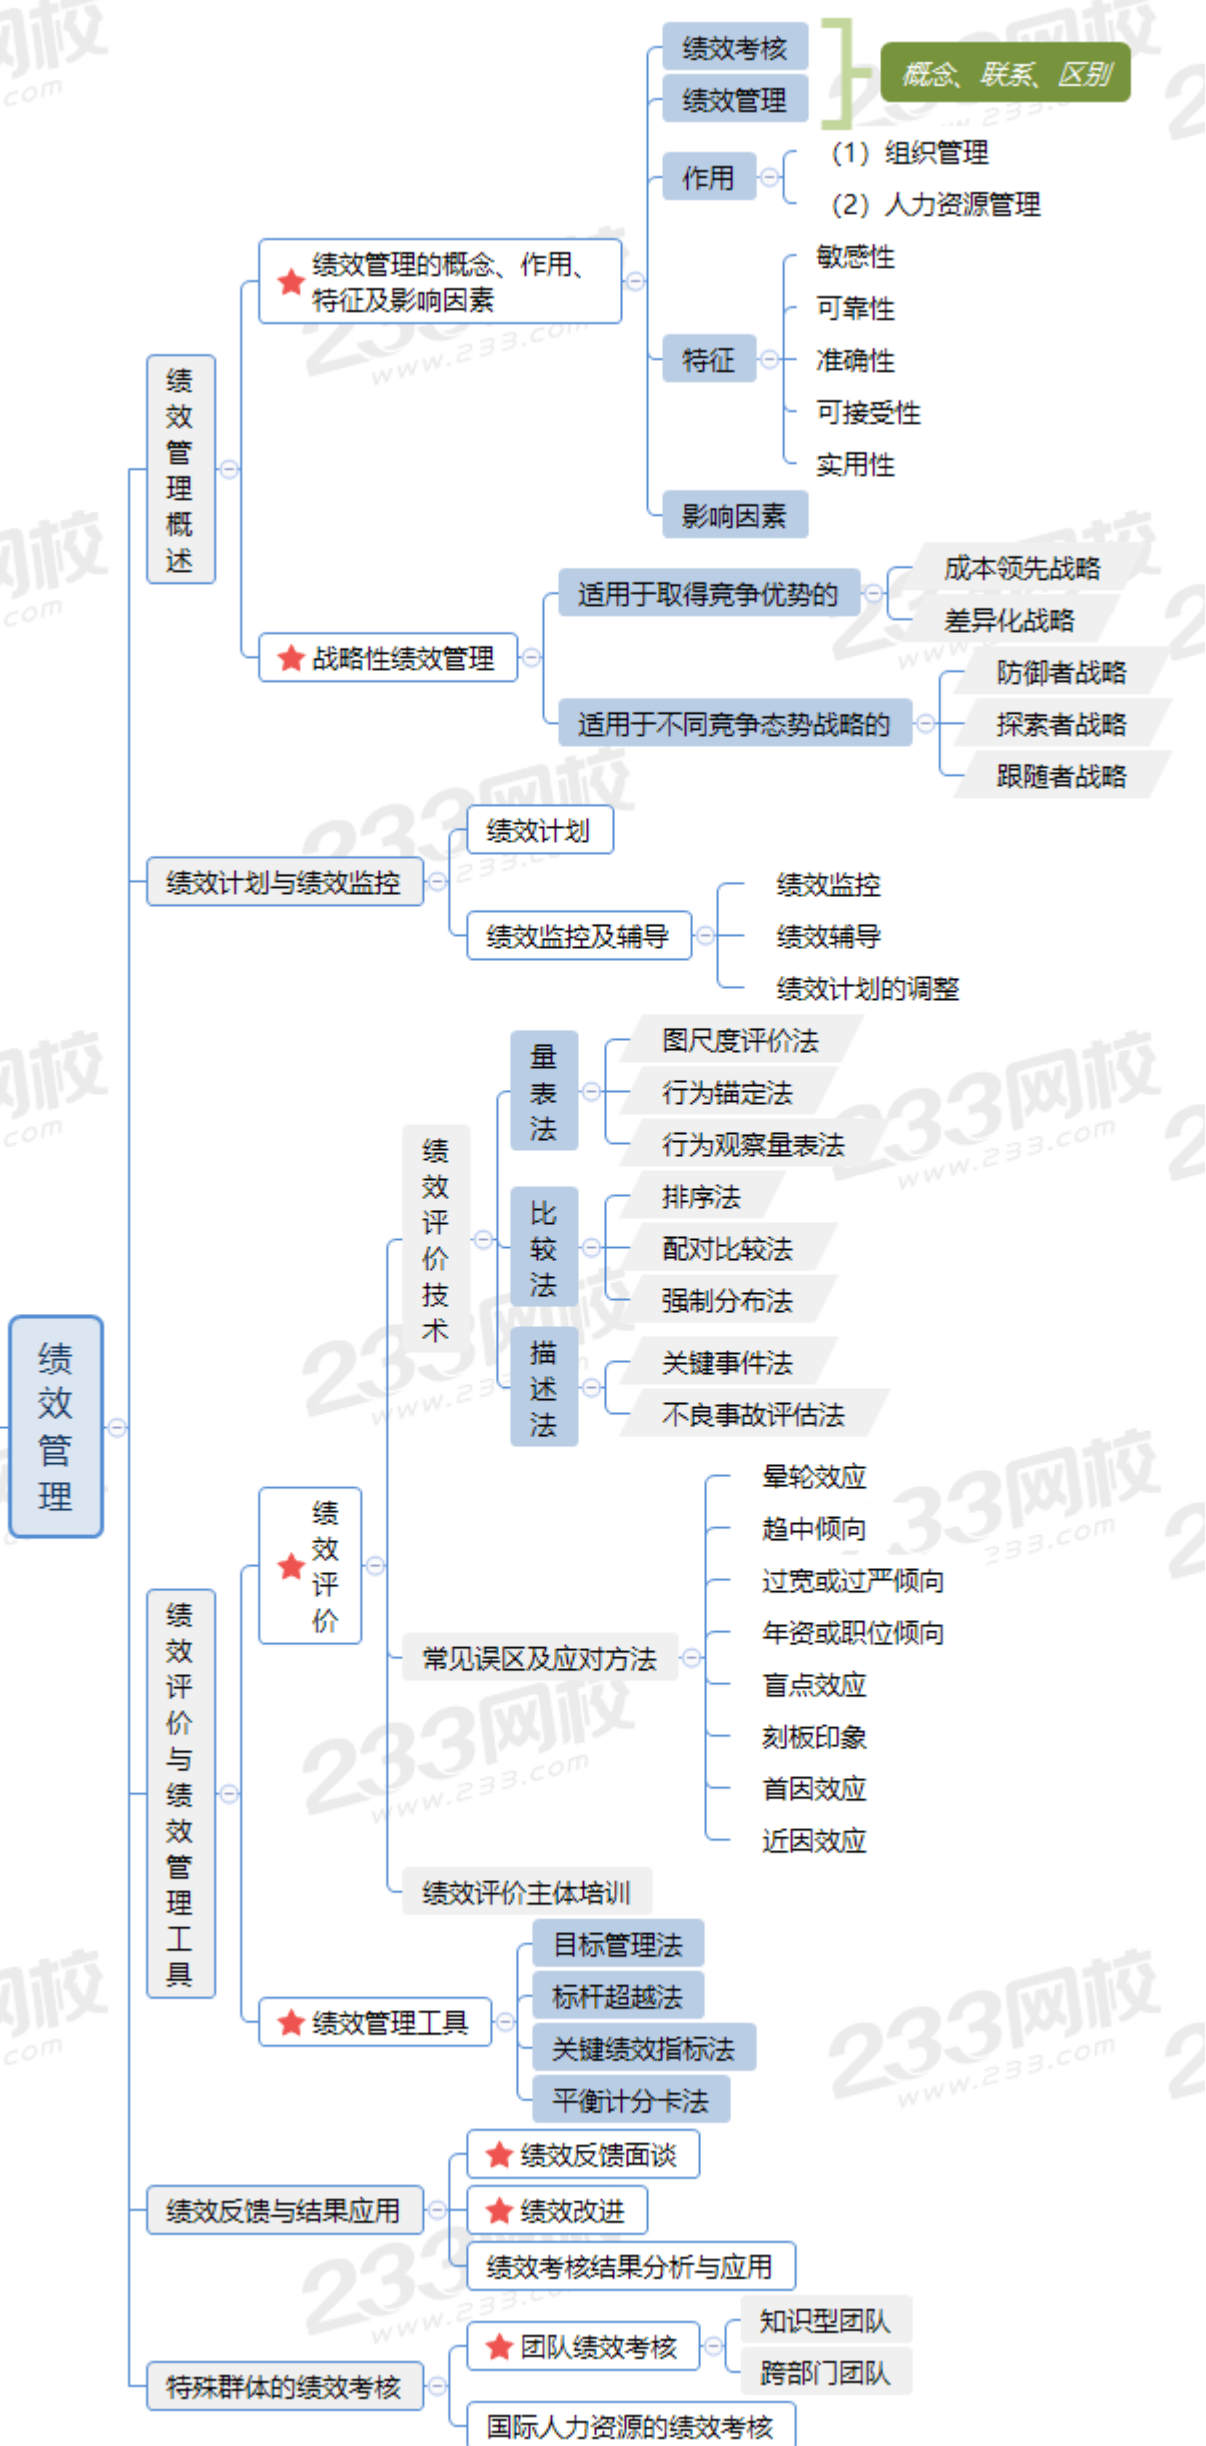 绩效管理
绩效管理概述
★ 绩效管理的概念、作用、
特征及影响因素
绩效考核
绩效管理
概念、联系、区别
作用
（1）组织管理
（2）人力资源管理
特征
敏感性
可靠性
准确性
可接受性
实用性
影响因素
★ 战略性绩效管理
适用于取得竞争优势的
成本领先战略
差异化战略
适用于不同竞争态势战略的
防御者战略
探索者战略
跟随者战略
绩效计划与绩效监控
绩效计划
绩效监控及辅导
绩效监控
绩效辅导
绩效计划的调整
绩效评价与绩效管理工具
★ 绩效评价
绩效评价技术
量表法
图尺度评价法
行为锚定法
行为观察量表法
比较法
排序法
配对比较法
强制分布法
描述法
关键事件法
不良事故评估法
常见误区及应对方法
晕轮效应
趋中倾向
过宽或过严倾向
年资或职位倾向
盲点效应
刻板印象
首因效应
近因效应
绩效评价主体培训
★ 绩效管理工具
目标管理法
标杆超越法
关键绩效指标法
平衡计分卡法
绩效反馈与结果应用
★ 绩效反馈面谈
★ 绩效改进
绩效考核结果分析与应用
特殊群体的绩效考核
★ 团队绩效考核
知识型团队
跨部门团队
国际人力资源的绩效考核
233网校
www.233.com